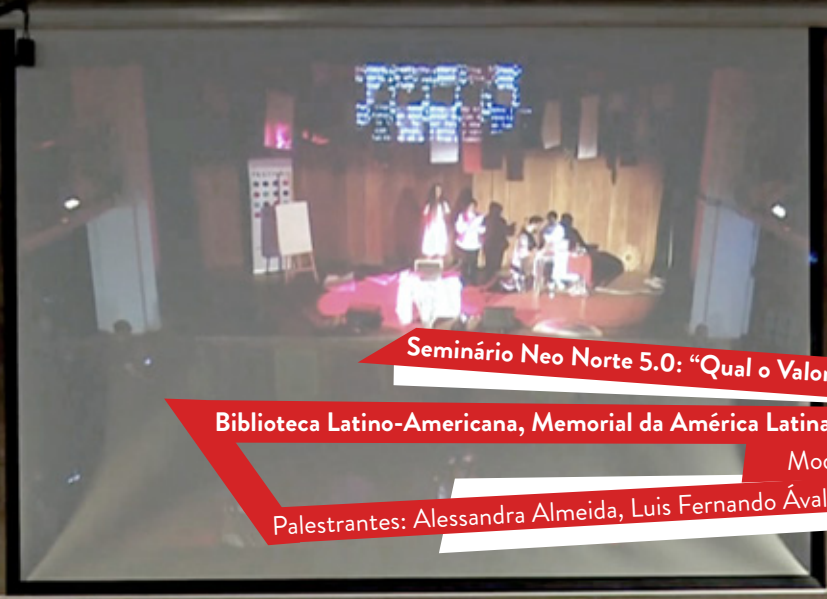 Seminário Neo Norte 5.0: “Qual o Valor
Biblioteca Latino-Americana, Memorial da América Latina
Palestrantes: Alessandra Almeida, Luis Fernando